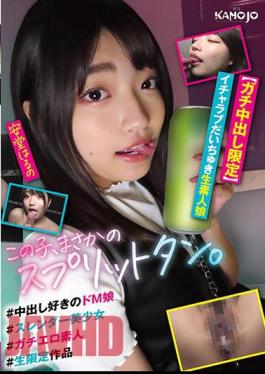 KAMOJO
【ガチ中出し限定】
イチャラブだいちゅき生素人娘
安堂はるの
この子、まさかの
スプリットタン。
#中出し好きのドM娘
#スレンダー美少女
#ガチエロ素人
#生限定作品
HD